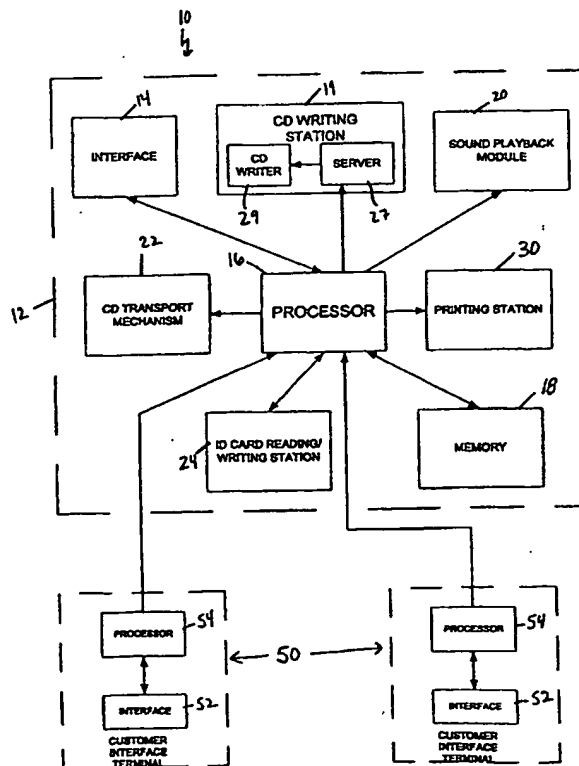 10
14
INTERFACE
19
CD WRITING
STATION
CD
WRITER
SERVER
29
27
20
SOUND PLAYBACK
MODULE
22
CD TRANSPORT
MECHANISM
12
16
PROCESSOR
30
PRINTING STATION
24
ID CARD READING/
WRITING STATION
18
MEMORY
PROCESSOR
54
INTERFACE
52
CUSTOMER
INTERFACE
TERMINAL
50
PROCESSOR
54
INTERFACE
52
CUSTOMER
INTERFACE
TERMINAL